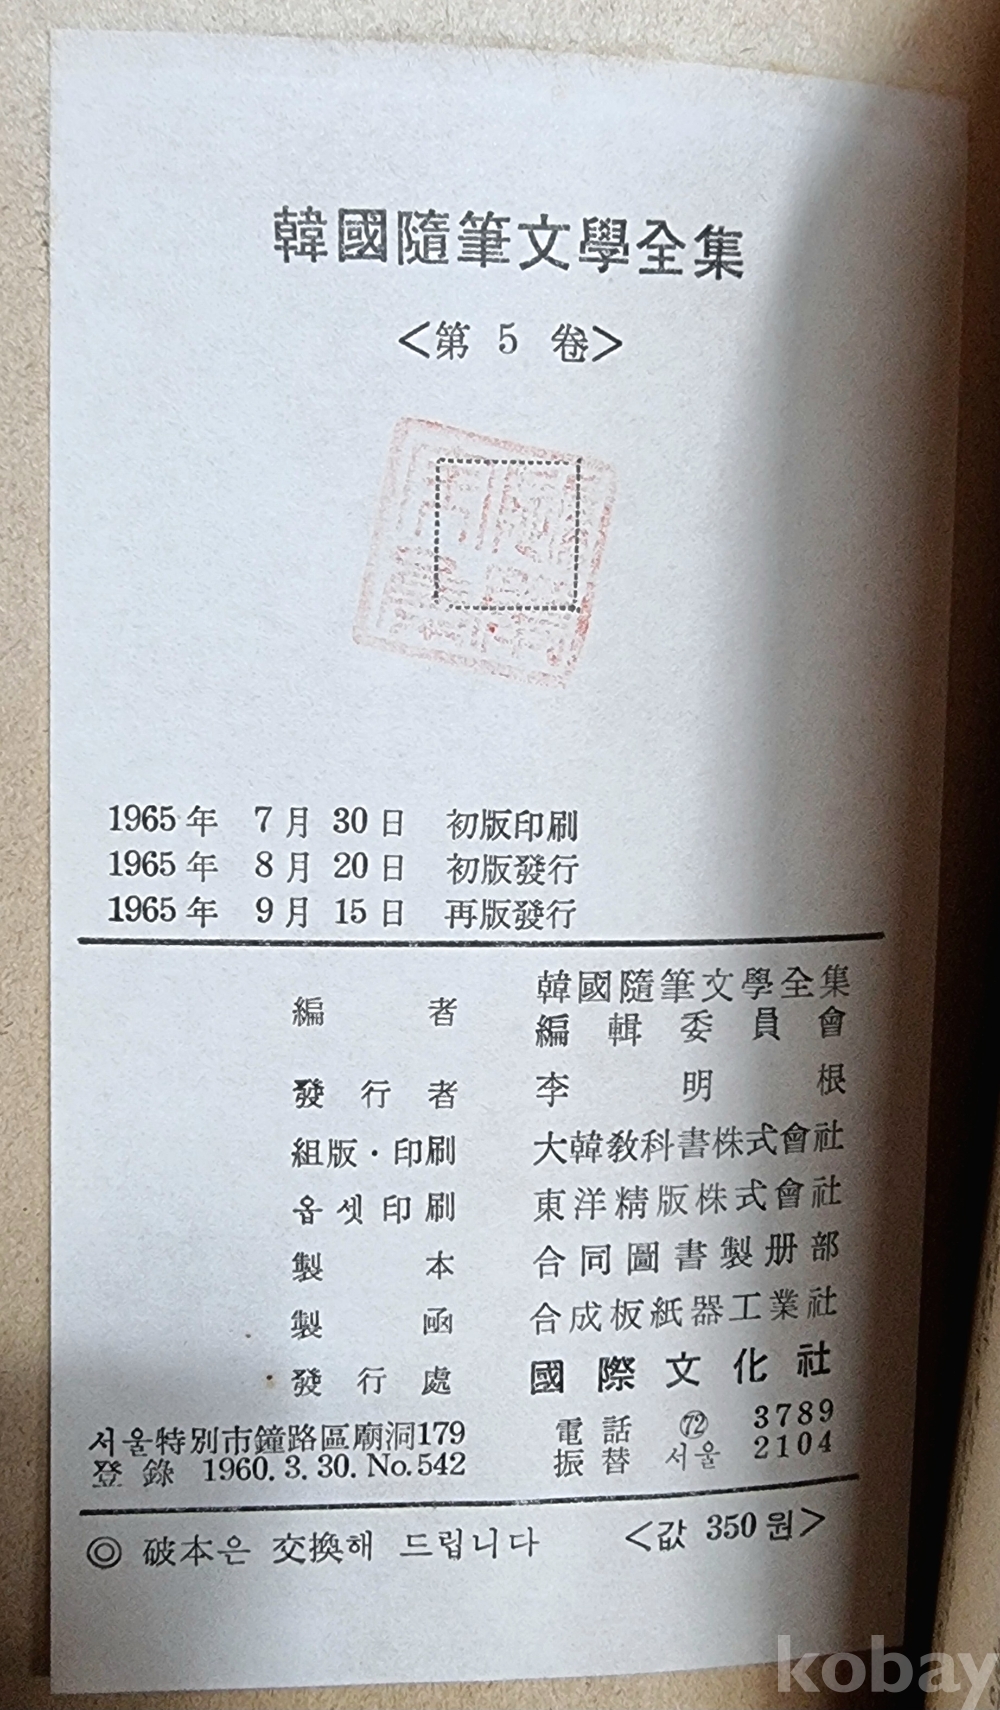 韓國隨筆文學全集
<第 5 卷>
1965年 7月 30日 初版印刷
1965年 8月 20日 初版發行
1965年 9月 15日 再版發行
編者 韓國隨筆文學全集
編輯委員會
發行者 李明根
組版・印刷 大韓敎科書株式會社
옵셋印刷 東洋精版株式會社
製本 合同圖書製册部
製函 合成板紙器工業社
發行處 國際文化社
서울特別市鐘路區廟洞179 電話 72 3789
登錄 1960. 3. 30. No. 542 振替 서울 2104
◎ 破本은 交換해 드립니다 <값 350원>
kobay